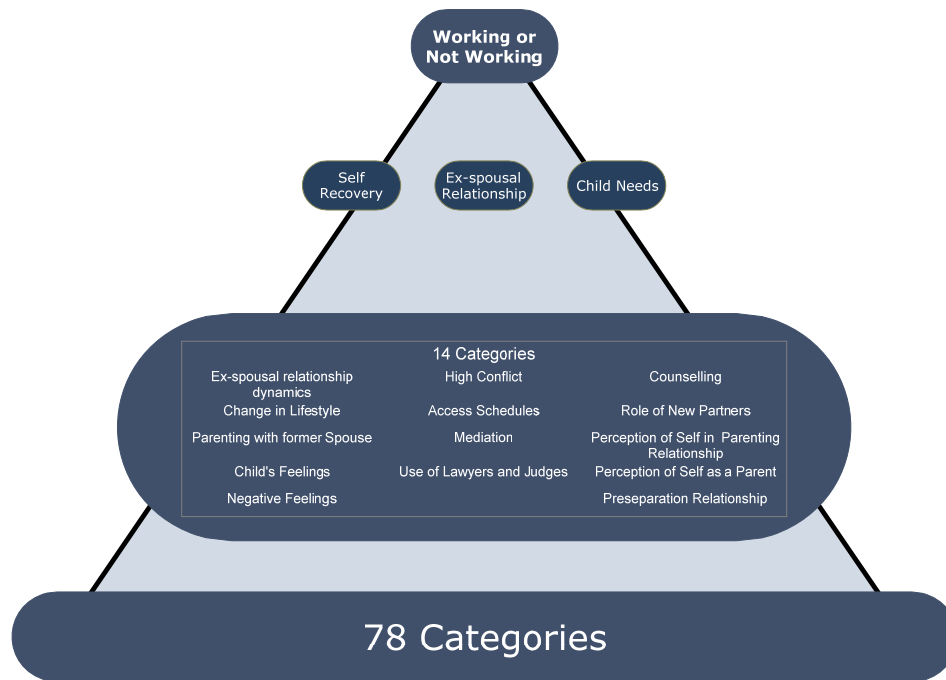 Working or
Not Working
Self
Recovery
Ex-spousal
Relationship
Child Needs
14 Categories
Ex-spousal relationship
dynamics
High Conflict
Counselling
Change in Lifestyle
Access Schedules
Role of New Partners
Parenting with former Spouse
Mediation
Perception of Self in Parenting
Relationship
Child's Feelings
Use of Lawyers and Judges
Perception of Self as a Parent
Negative Feelings
Preseparation Relationship
78 Categories